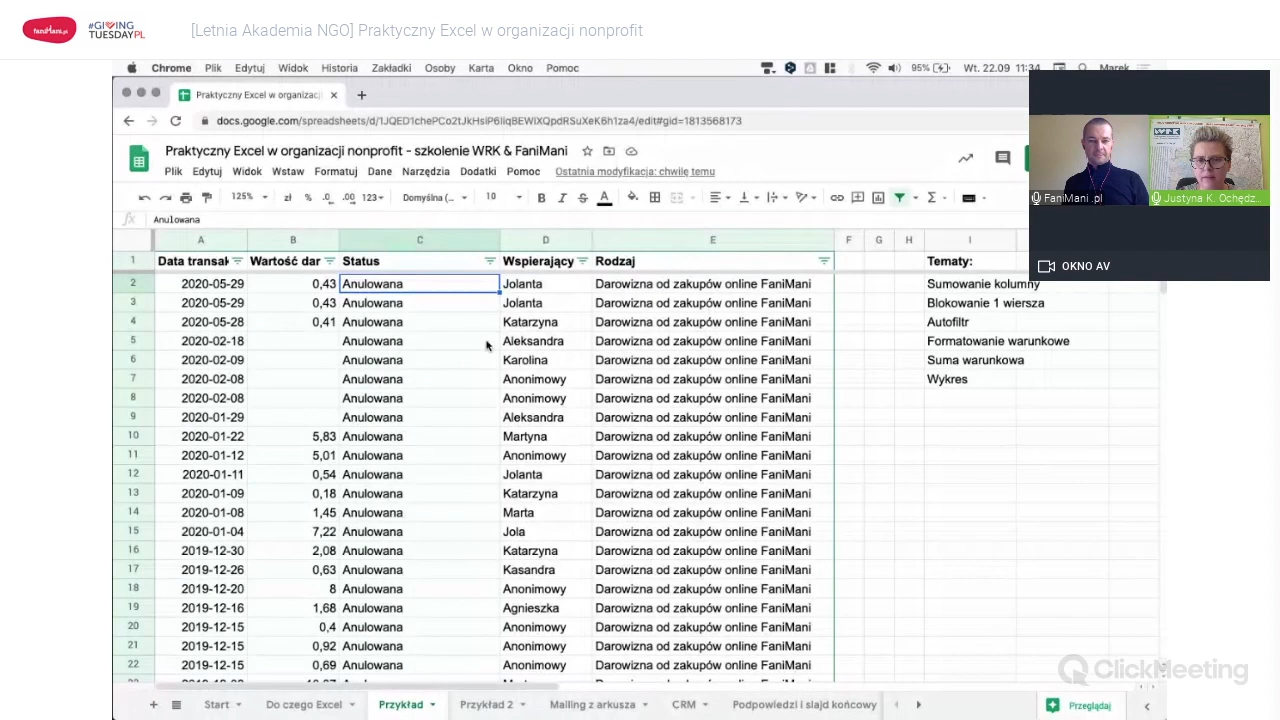 faniMani.pl
#GIVING
TUESDAYPL
[Letnia Akademia NGO] Praktyczny Excel w organizacji nonprofit
Chrome Plik Edytuj Widok Historia Zakładki Osoby Karta Okno Pomoc 95% Wt. 22.09 11:34 Marek
Praktyczny Excel w organizacj
docs.google.com/spreadsheets/d/1JQED1chePCo2tJkHsiP6IiqBEWlXQpdRSuXeK6h1za4/edit#gid=1813568173
Praktyczny Excel w organizacji nonprofit - szkolenie WRK & FaniMani
Plik Edytuj Widok Wstaw Formatuj Dane Narzędzia Dodatki Pomoc Ostatnia modyfikacja: chwilę temu
125% zł % .0 .00 123 Domyślna (... 10 B I S A
fx Anulowana
A B C D E F G H I
1 Data transak Wartość dar Status Wspierający Rodzaj Tematy:
2 2020-05-29 0,43 Anulowana Jolanta Darowizna od zakupów online FaniMani Sumowanie kolumny
3 2020-05-29 0,43 Anulowana Jolanta Darowizna od zakupów online FaniMani Blokowanie 1 wiersza
4 2020-05-28 0,41 Anulowana Katarzyna Darowizna od zakupów online FaniMani Autofiltr
5 2020-02-18 Anulowana Aleksandra Darowizna od zakupów online FaniMani Formatowanie warunkowe
6 2020-02-09 Anulowana Karolina Darowizna od zakupów online FaniMani Suma warunkowa
7 2020-02-08 Anulowana Anonimowy Darowizna od zakupów online FaniMani Wykres
8 2020-02-08 Anulowana Anonimowy Darowizna od zakupów online FaniMani
9 2020-01-29 Anulowana Aleksandra Darowizna od zakupów online FaniMani
10 2020-01-22 5,83 Anulowana Martyna Darowizna od zakupów online FaniMani
11 2020-01-12 5,01 Anulowana Anonimowy Darowizna od zakupów online FaniMani
12 2020-01-11 0,54 Anulowana Jolanta Darowizna od zakupów online FaniMani
13 2020-01-09 0,18 Anulowana Katarzyna Darowizna od zakupów online FaniMani
14 2020-01-08 1,45 Anulowana Marta Darowizna od zakupów online FaniMani
15 2020-01-04 7,22 Anulowana Jola Darowizna od zakupów online FaniMani
16 2019-12-30 2,08 Anulowana Katarzyna Darowizna od zakupów online FaniMani
17 2019-12-26 0,63 Anulowana Kasandra Darowizna od zakupów online FaniMani
18 2019-12-20 8 Anulowana Anonimowy Darowizna od zakupów online FaniMani
19 2019-12-16 1,68 Anulowana Agnieszka Darowizna od zakupów online FaniMani
20 2019-12-15 0,4 Anulowana Anonimowy Darowizna od zakupów online FaniMani
21 2019-12-15 0,92 Anulowana Anonimowy Darowizna od zakupów online FaniMani
22 2019-12-15 0,69 Anulowana Anonimowy Darowizna od zakupów online FaniMani
Start Do czego Excel Przykład Przykład 2 Mailing z arkusza CRM Podpowiedzi i slajd końcowy Przeglądaj
WRK
FaniMani .pl
Justyna K. Ochędz...
OKNO AV
ClickMeeting